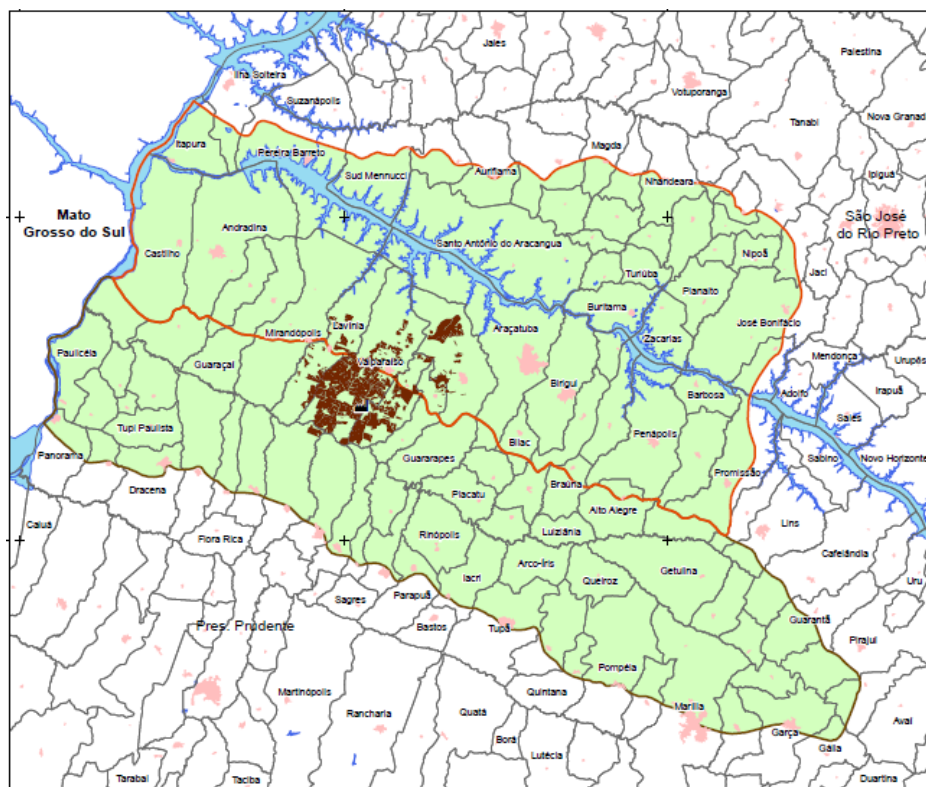 Jales
Palestina
Ilha Solteira
Suzanápolis
Votuporanga
Tanabi
Nova Granad
Itapura
Pereira Barreto
Sud Mennucci
Auriflama
Magda
Nhandeara
Ipiguá
Mato
Grosso do Sul
Castilho
Andradina
Santo Antônio do Aracangua
São José
do Rio Preto
Nipoã
Jaci
Turiúba
Planalto
Buritama
Zacarias
José Bonifácio
Araçatuba
Lavínia
Mirandópolis
Valparaíso
Paulicéia
Guaraçaí
Birigui
Barbosa
Mendonça
Urupês
Adolfo
Irapuã
Sales
Sabino
Novo Horizonte
Tupi Paulista
Panorama
Dracena
Guararapes
Bilac
Penápolis
Promissão
Braúna
Piacatu
Alto Alegre
Luiziânia
Rinópolis
Lins
Cafelândia
Caiuá
Flora Rica
Iacri
Arco-Íris
Queiroz
Getulina
Uru
Sagres
Parapuã
Bastos
Tupã
Guarantã
Pirajuí
Pres. Prudente
Martinópolis
Rancharia
Quatá
Quintana
Pompéia
Marília
Garça
Gália
Avaí
Borá
Lutécia
Tarabai
Taciba
Duartina